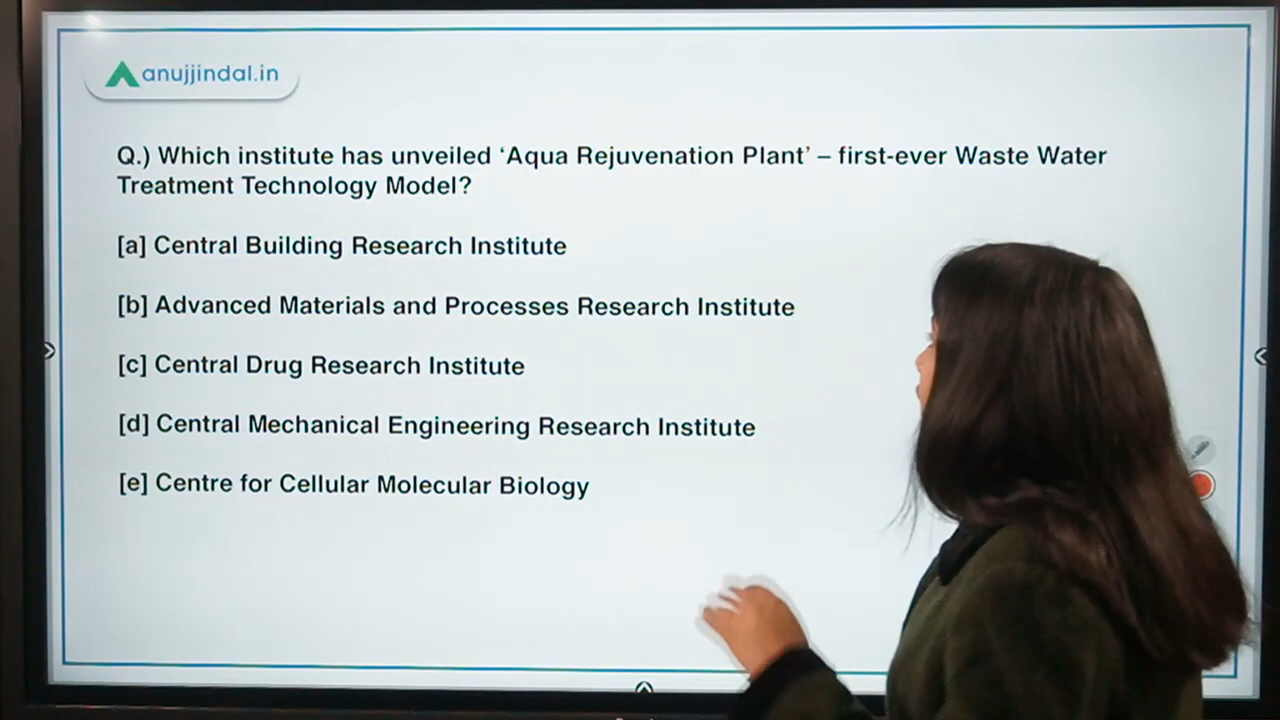 anujjindal.in
Q.) Which institute has unveiled ‘Aqua Rejuvenation Plant’ – first-ever Waste Water
Treatment Technology Model?
[a] Central Building Research Institute
[b] Advanced Materials and Processes Research Institute
[c] Central Drug Research Institute
[d] Central Mechanical Engineering Research Institute
[e] Centre for Cellular Molecular Biology